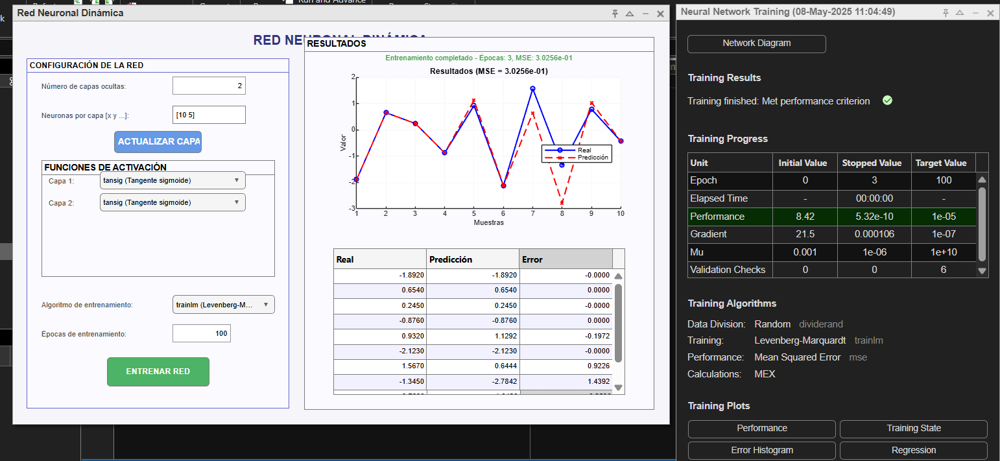 Run and Advance
Red Neuronal Dinámica
RED NEURONAL DINÁMICA
CONFIGURACIÓN DE LA RED
Número de capas ocultas:
2
Neuronas por capa [x y ...]:
[10 5]
ACTUALIZAR CAPA
FUNCIONES DE ACTIVACIÓN
Capa 1:
tansig (Tangente sigmoide)
Capa 2:
tansig (Tangente sigmoide)
Algoritmo de entrenamiento:
trainlm (Levenberg-M...
Épocas de entrenamiento:
100
ENTRENAR RED
RESULTADOS
Entrenamiento completado - Épocas: 3, MSE: 3.0256e-01
Resultados (MSE = 3.0256e-01)
2
1
0
-1
-2
-3
Valor
Real
Predicción
1 2 3 4 5 6 7 8 9 10
Muestras
Real Predicción Error
-1.8920 -1.8920 -0.0000
0.6540 0.6540 0.0000
0.2450 0.2450 -0.0000
-0.8760 -0.8760 0.0000
0.9320 1.1292 -0.1972
-2.1230 -2.1230 -0.0000
1.5670 0.6444 0.9226
-1.3450 -2.7842 1.4392
Neural Network Training (08-May-2025 11:04:49)
Network Diagram
Training Results
Training finished: Met performance criterion
Training Progress
Unit Initial Value Stopped Value Target Value
Epoch 0 3 100
Elapsed Time - 00:00:00 -
Performance 8.42 5.32e-10 1e-05
Gradient 21.5 0.000106 1e-07
Mu 0.001 1e-06 1e+10
Validation Checks 0 0 6
Training Algorithms
Data Division: Random dividerand
Training: Levenberg-Marquardt trainlm
Performance: Mean Squared Error mse
Calculations: MEX
Training Plots
Performance
Training State
Error Histogram
Regression